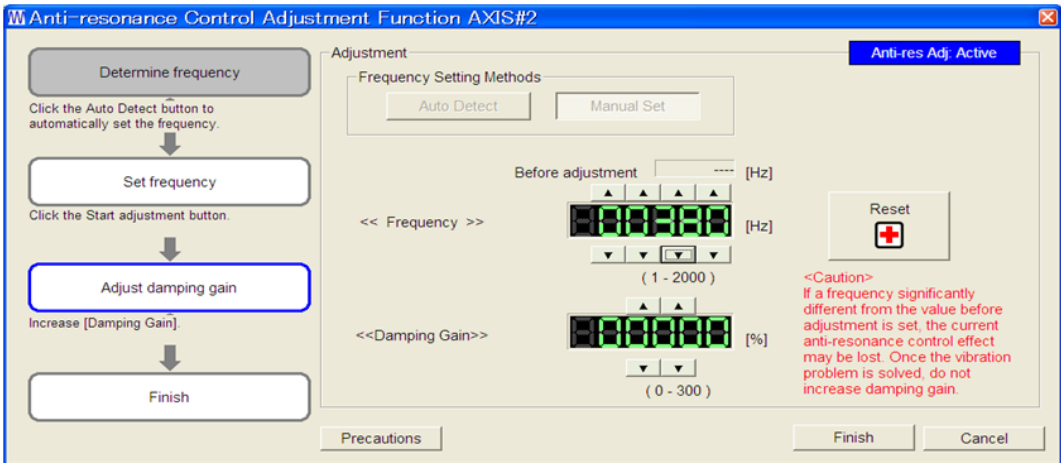 Anti-resonance Control Adjustment Function AXIS#2
Determine frequency
Click the Auto Detect button to
automatically set the frequency.
Set frequency
Click the Start adjustment button.
Adjust damping gain
Increase [Damping Gain].
Finish
Adjustment
Anti-res Adj: Active
Frequency Setting Methods
Auto Detect Manual Set
Before adjustment ---- [Hz]
<< Frequency >> [Hz]
( 1 - 2000 )
<<Damping Gain>> [%]
( 0 - 300 )
Reset
<Caution>
If a frequency significantly
different from the value before
adjustment is set, the current
anti-resonance control effect
may be lost. Once the vibration
problem is solved, do not
increase damping gain.
Precautions Finish Cancel